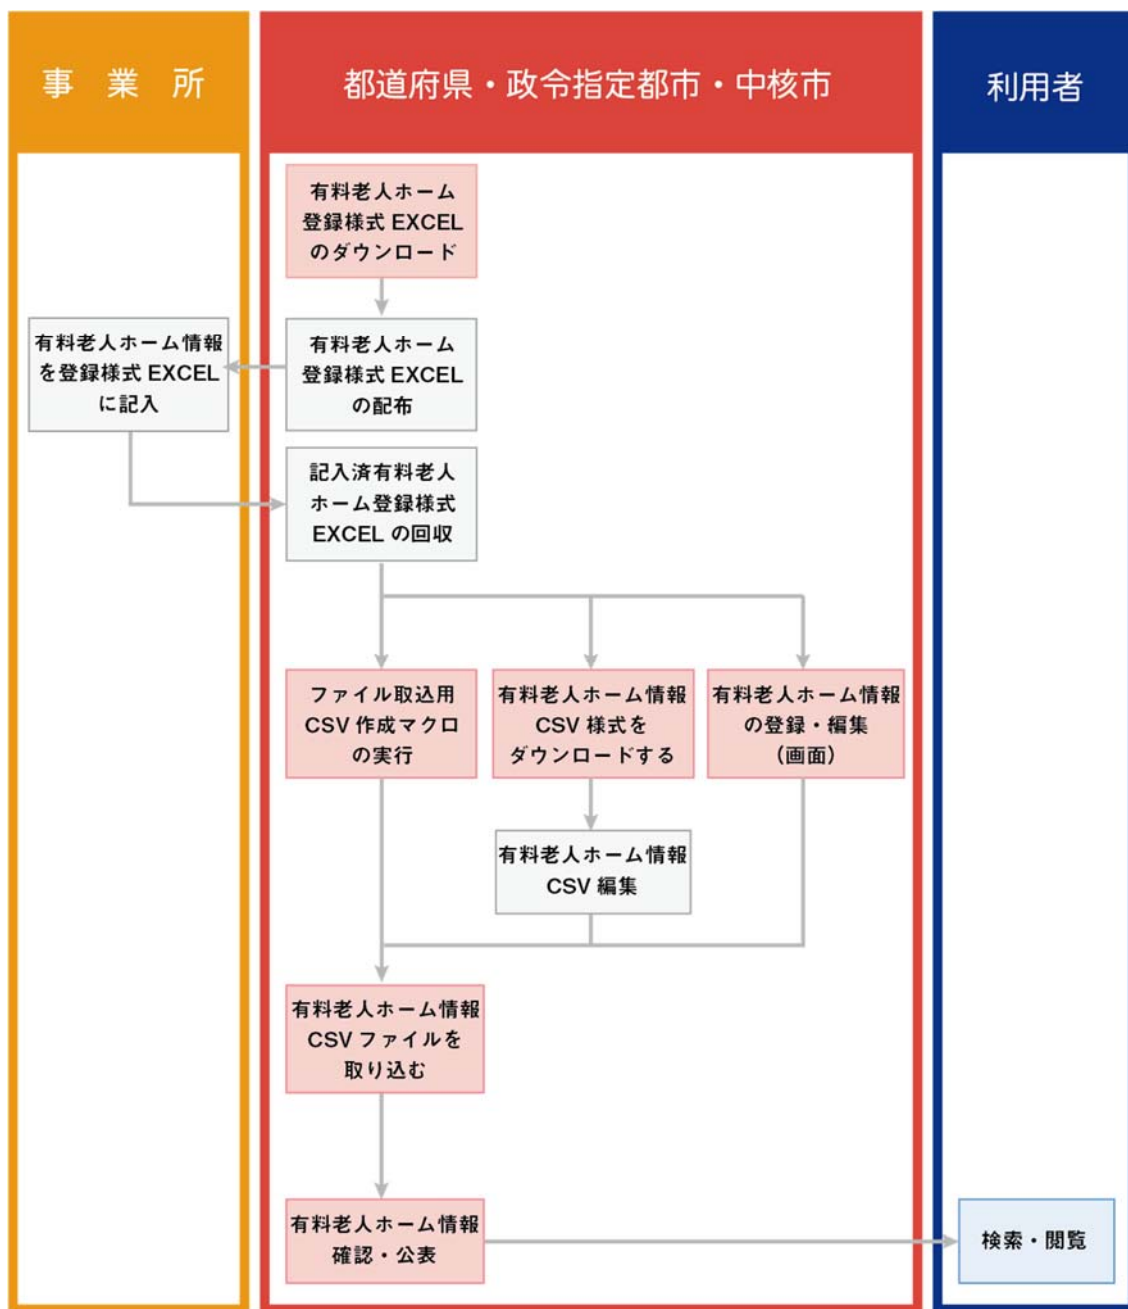 事業所
都道府県・政令指定都市・中核市
利用者
有料老人ホーム
登録様式 EXCEL
のダウンロード
有料老人ホーム情報
を登録様式 EXCEL
に記入
有料老人ホーム
登録様式 EXCEL
の配布
記入済有料老人
ホーム登録様式
EXCEL の回収
ファイル取込用
CSV 作成マクロ
の実行
有料老人ホーム情報
CSV 様式を
ダウンロードする
有料老人ホーム情報
の登録・編集
（画面）
有料老人ホーム情報
CSV 編集
有料老人ホーム情報
CSV ファイルを
取り込む
有料老人ホーム情報
確認・公表
検索・閲覧